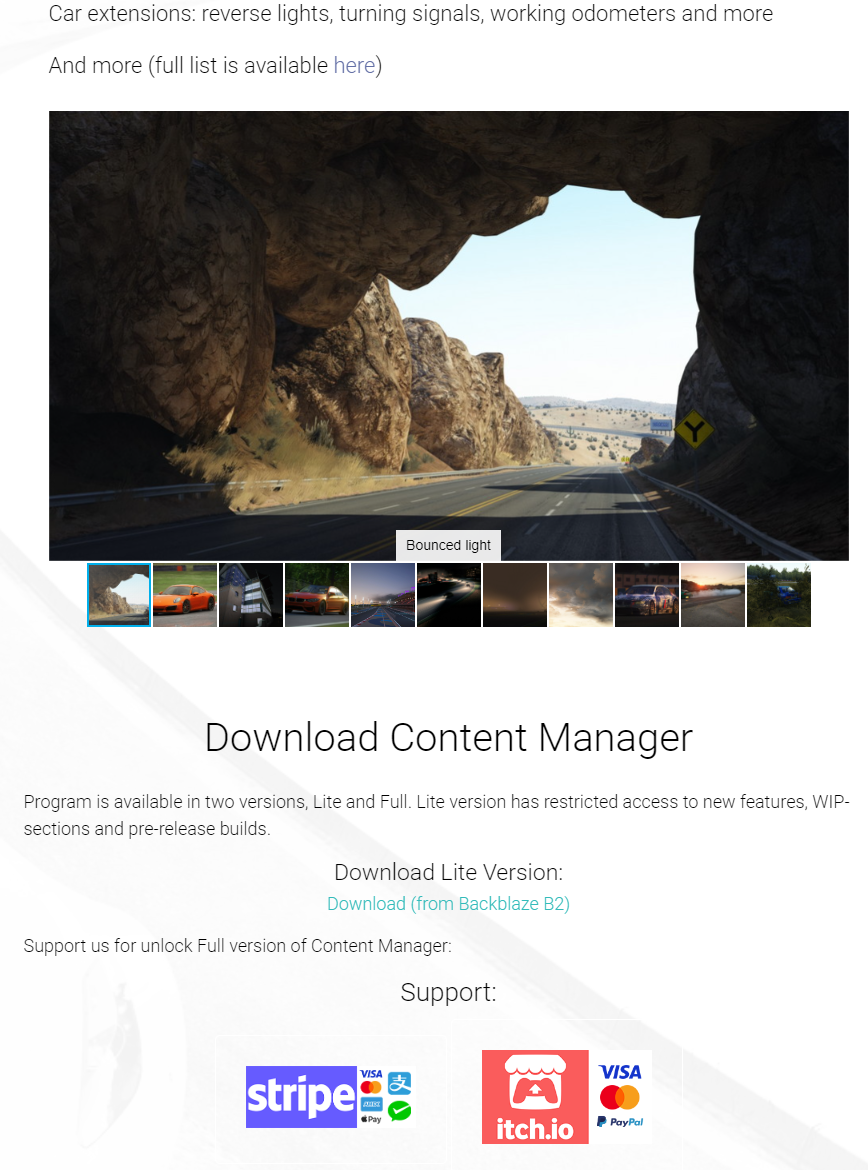 Car extensions: reverse lights, turning signals, working odometers and more
And more (full list is available here)
Bounced light
Download Content Manager
Program is available in two versions, Lite and Full. Lite version has restricted access to new features, WIP-
sections and pre-release builds.
Download Lite Version:
Download (from Backblaze B2)
Support us for unlock Full version of Content Manager:
Support:
stripe
VISA
支
AMEX
Pay
itch.io
VISA
PayPal